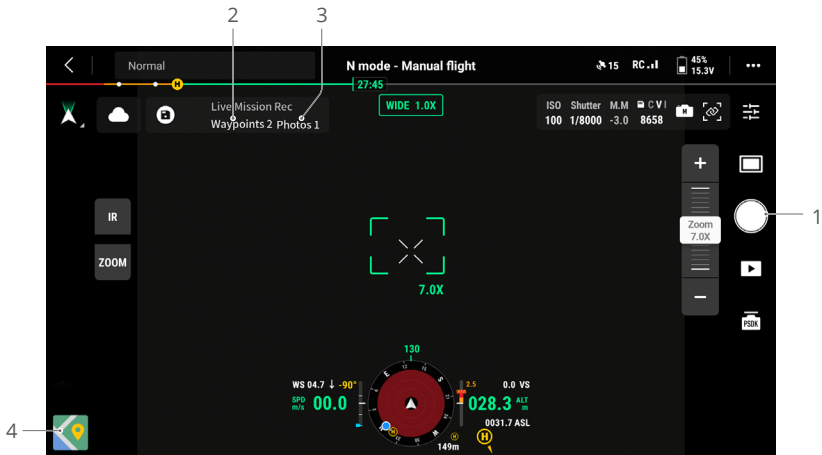 2 3
Normal N mode - Manual flight 15 RC 45% 15.3V
H 27:45
Live Mission Rec
Waypoints 2 Photos 1
WIDE 1.0X
ISO Shutter M.M C V I
100 1/8000 -3.0 8658 M
IR
ZOOM
+
Zoom
7.0X
−
1
7.0X
PSDK
130
WS 04.7 ↓ -90° 2.5 0.0 VS
SPD m/s 00.0 028.3 ALT m
0031.7 ASL
E S W
12 15
H H H
149m
4